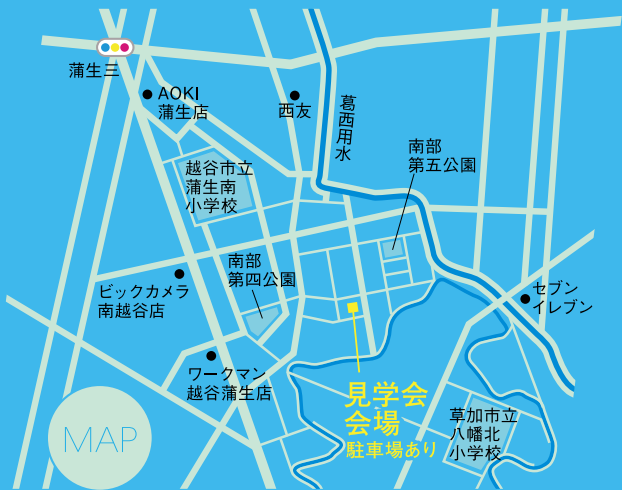 蒲生三
AOKI
蒲生店
西友
葛西用水
南部
第五公園
越谷市立
蒲生南
小学校
南部
第四公園
ビックカメラ
南越谷店
セブン
イレブン
ワークマン
越谷蒲生店
見学会
会場
駐車場あり
草加市立
八幡北
小学校
MAP